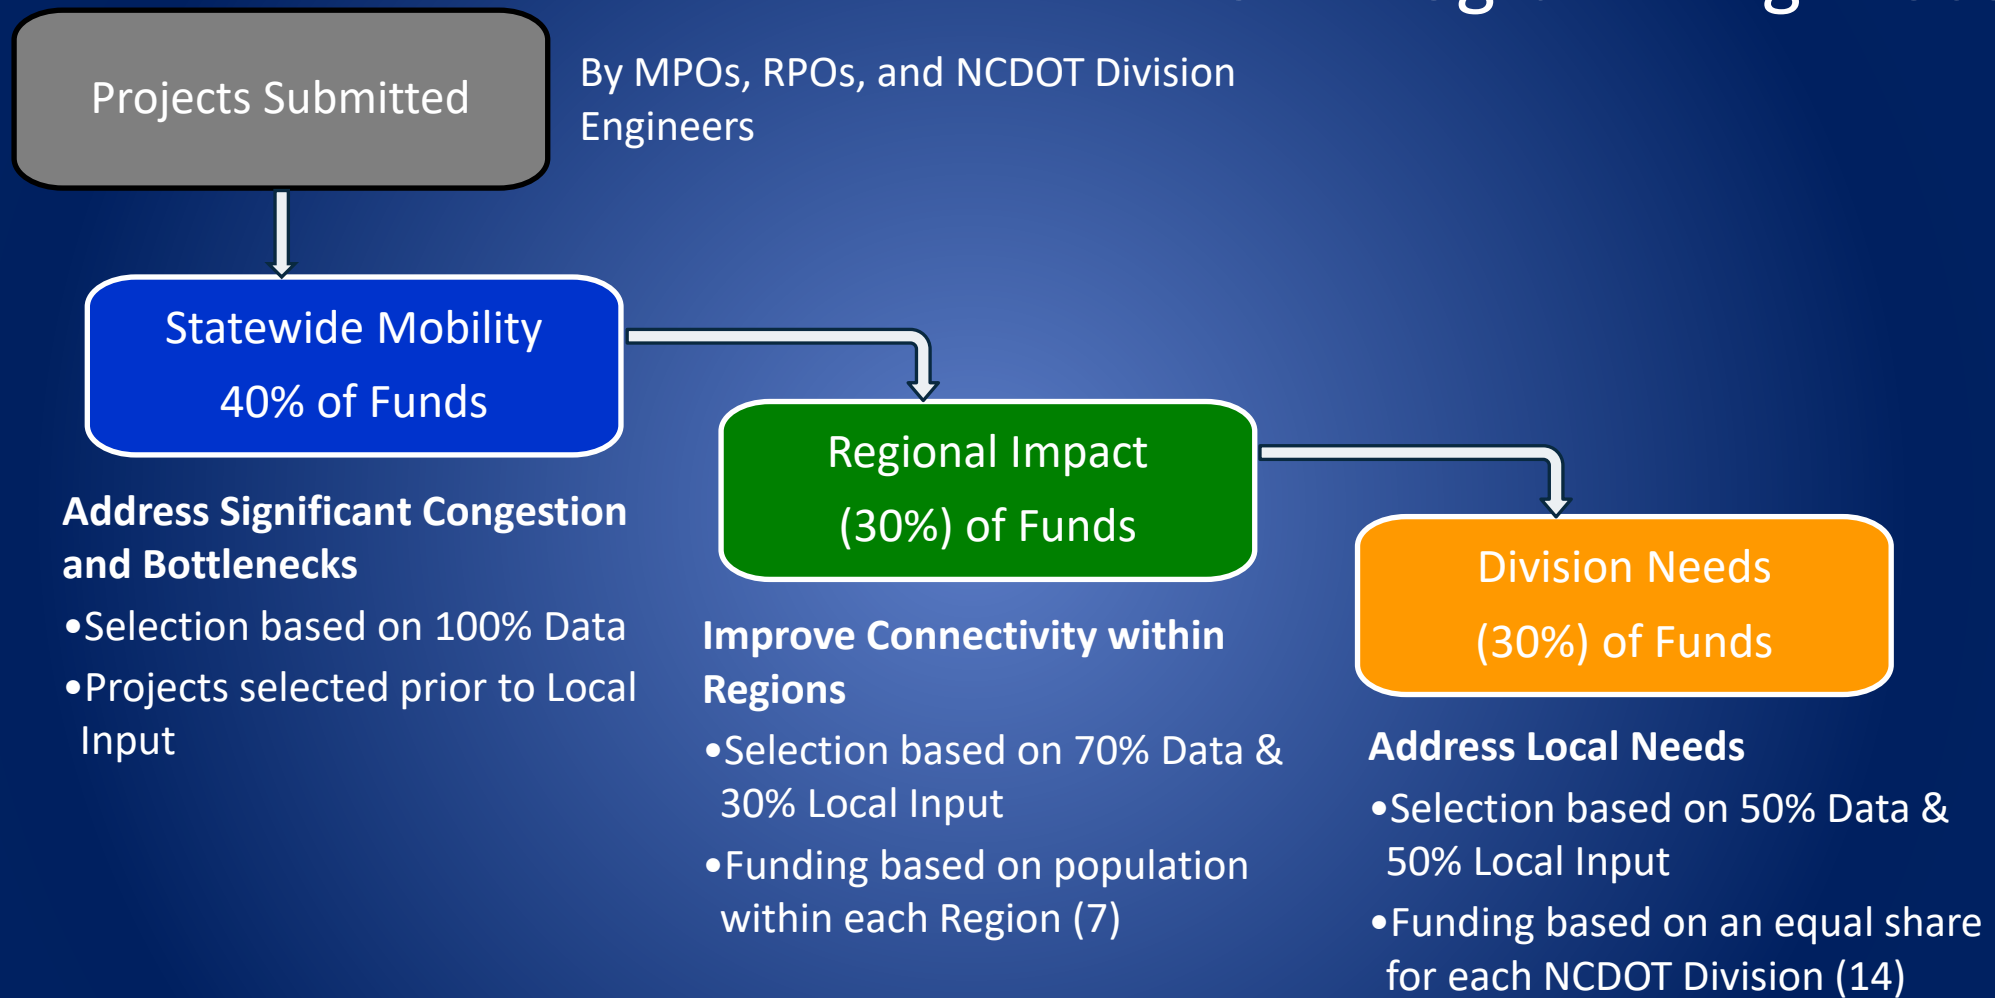 Projects Submitted
By MPOs, RPOs, and NCDOT Division
Engineers
Statewide Mobility
40% of Funds
Address Significant Congestion
and Bottlenecks
•Selection based on 100% Data
•Projects selected prior to Local
Input
Regional Impact
(30%) of Funds
Improve Connectivity within
Regions
•Selection based on 70% Data &
30% Local Input
•Funding based on population
within each Region (7)
Division Needs
(30%) of Funds
Address Local Needs
•Selection based on 50% Data &
50% Local Input
•Funding based on an equal share
for each NCDOT Division (14)